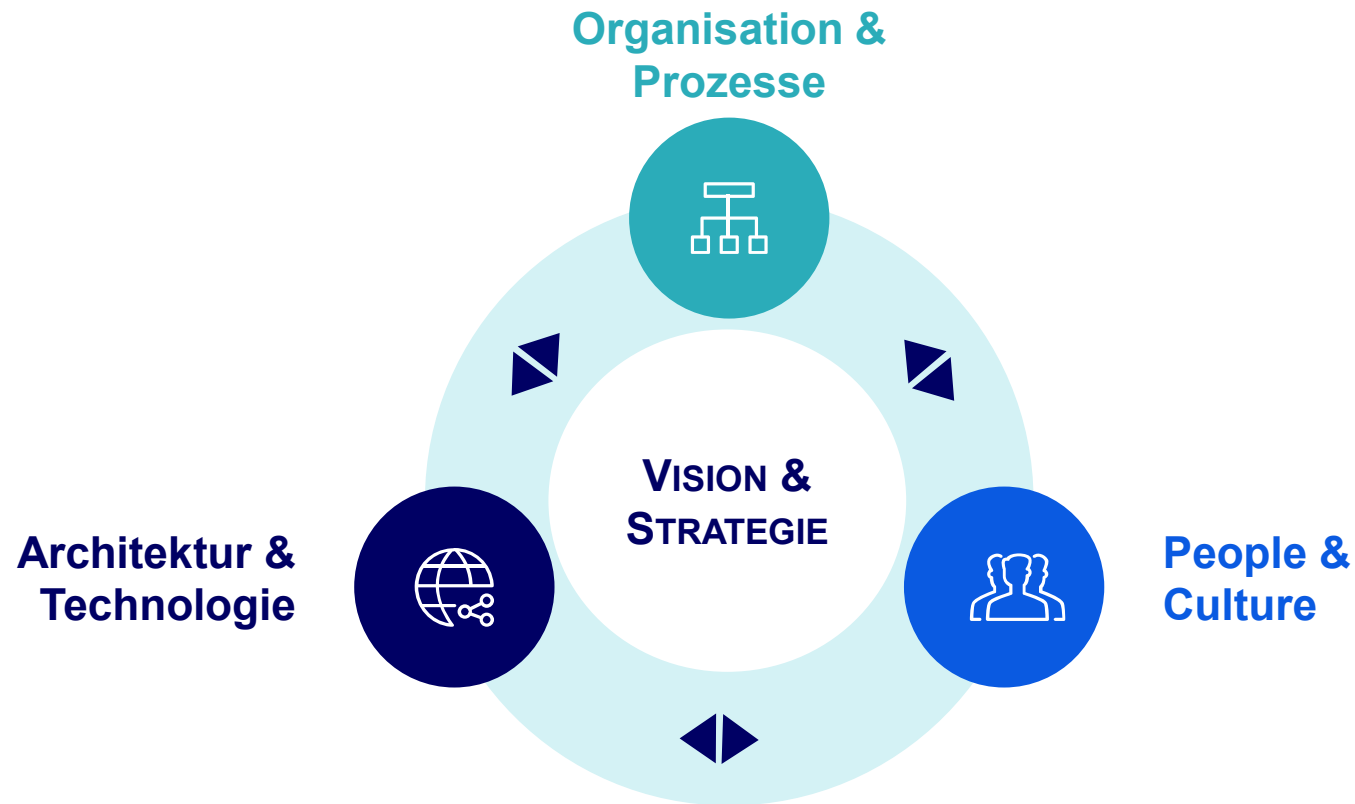 Organisation &
Prozesse
VISION &
STRATEGIE
Architektur &
Technologie
People &
Culture